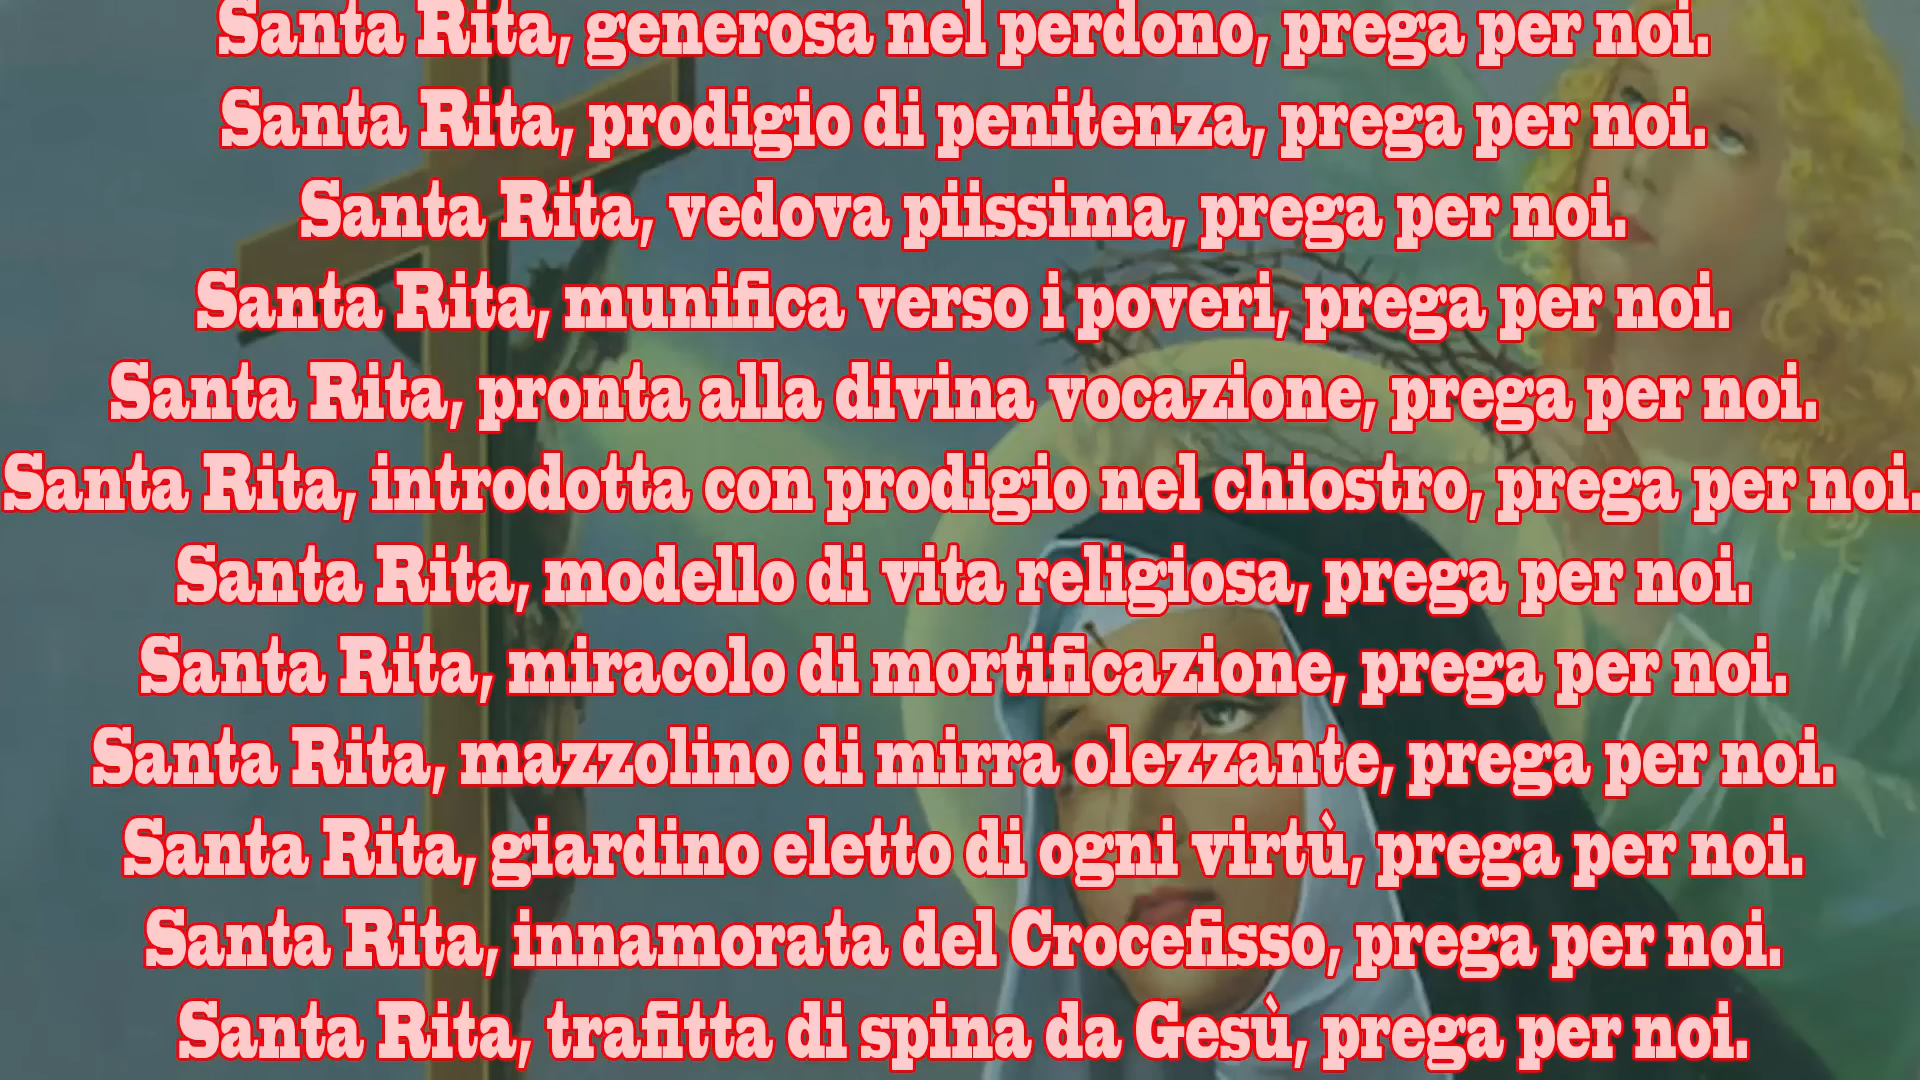 Santa Rita, generosa nel perdono, prega per noi.
Santa Rita, prodigio di penitenza, prega per noi.
Santa Rita, vedova piissima, prega per noi.
Santa Rita, munifica verso i poveri, prega per noi.
Santa Rita, pronta alla divina vocazione, prega per noi.
Santa Rita, introdotta con prodigio nel chiostro, prega per noi.
Santa Rita, modello di vita religiosa, prega per noi.
Santa Rita, miracolo di mortificazione, prega per noi.
Santa Rita, mazzolino di mirra olezzante, prega per noi.
Santa Rita, giardino eletto di ogni virtù, prega per noi.
Santa Rita, innamorata del Crocefisso, prega per noi.
Santa Rita, trafitta di spina da Gesù, prega per noi.